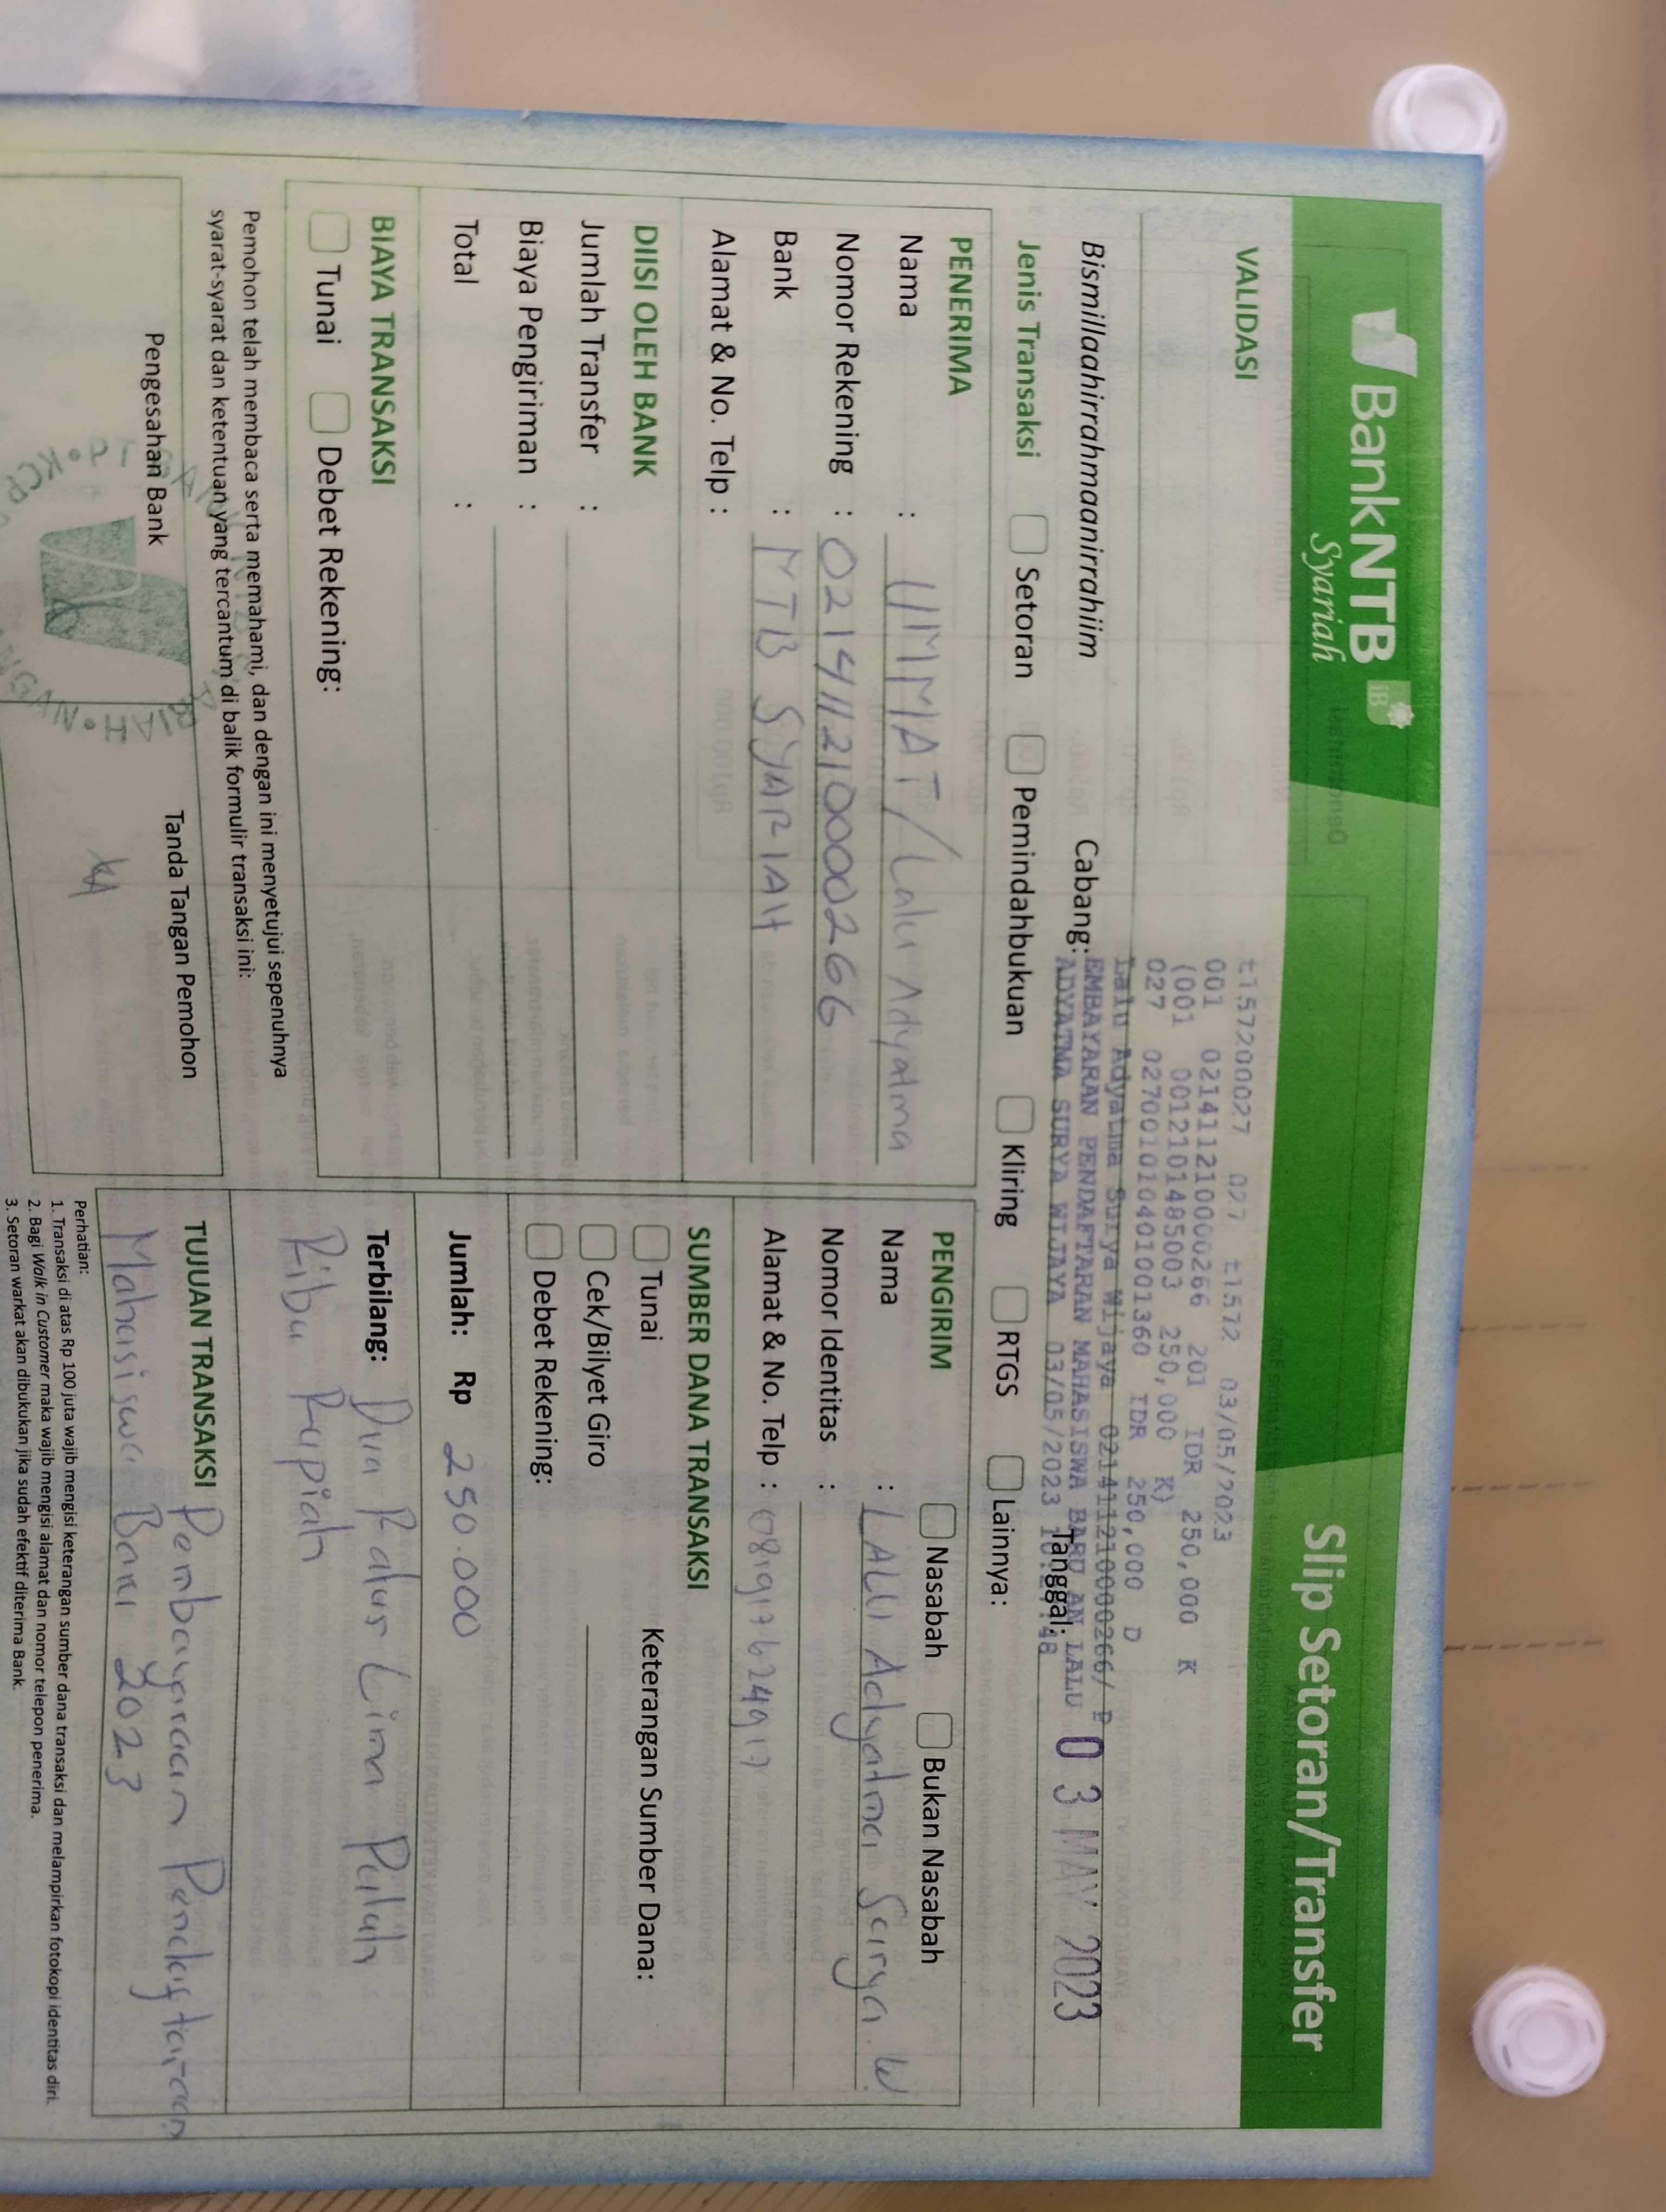 BankNTB iB
Syariah
Slip Setoran/Transfer
VALIDASI
t15720027 027 t1572 03/05/2023
001 0214112100000266 201 IDR 250,000 K
(001 0012101485003 250,000 K)
027 0270010104010013​60 IDR 250,000 D
Lalu Adyatma Surya Wijaya 0214112100000266/ P
EMBAYARAN PENDAFTARAN MAHASISWA BARU AN LALU
ADYATMA SURYA WIJAYA 03/05/2023
Bismillaahirrahmaanirrahiim
Cabang:
Tanggal: 03 MAY 2023
Jenis Transaksi
Setoran
Pemindahbukuan
Kliring
RTGS
Lainnya:
PENERIMA
Nama : UMMAT/Lalu Adyatma
Nomor Rekening : 0214112100000266
Bank : NTB SYARIAH
Alamat & No. Telp :
DIISI OLEH BANK
Jumlah Transfer :
Biaya Pengiriman :
Total :
BIAYA TRANSAKSI
Tunai
Debet Rekening:
Pemohon telah membaca serta memahami, dan dengan ini menyetujui sepenuhnya
syarat-syarat dan ketentuan yang tercantum di balik formulir transaksi ini:
Pengesahan Bank
Tanda Tangan Pemohon
PENGIRIM
Nasabah
Bukan Nasabah
Nama : LALU Adyatma Surya. W
Nomor Identitas :
Alamat & No. Telp : 081917624917
SUMBER DANA TRANSAKSI
Tunai
Keterangan Sumber Dana:
Cek/Bilyet Giro
Debet Rekening:
Jumlah: Rp 250.000
Terbilang: Dua Ratus Lima Puluh
Ribu Rupiah
TUJUAN TRANSAKSI Pembayaran Pendaftaran
Mahasiswa Baru 2023
Perhatian:
1. Transaksi di atas Rp 100 juta wajib mengisi keterangan sumber dana transaksi dan melampirkan fotokopi identitas diri.
2. Bagi Walk in Customer maka wajib mengisi alamat dan nomor telepon penerima.
3. Setoran warkat akan dibukukan jika sudah efektif diterima Bank.